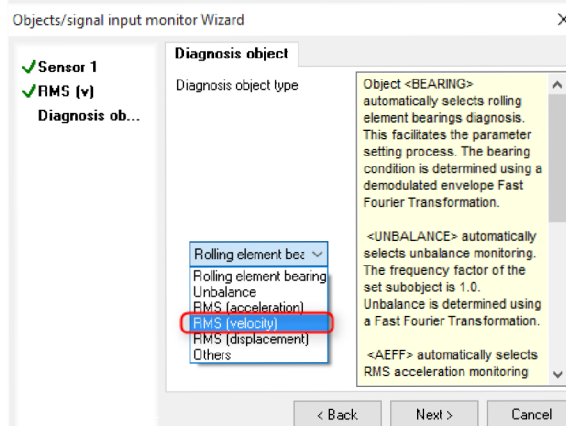 Objects/signal input monitor Wizard
Sensor 1
RMS (v)
Diagnosis ob...
Diagnosis object
Diagnosis object type
Rolling element bea
Rolling element bearing
Unbalance
RMS (acceleration)
RMS (velocity)
RMS (displacement)
Others
Object <BEARING>
automatically selects rolling
element bearings diagnosis.
This facilitates the parameter
setting process. The bearing
condition is determined using a
demodulated envelope Fast
Fourier Transformation.
<UNBALANCE> automatically
selects unbalance monitoring.
The frequency factor of the
set subobject is 1.0.
Unbalance is determined using
a Fast Fourier Transformation.
<AEFF> automatically selects
RMS acceleration monitoring
< Back
Next >
Cancel